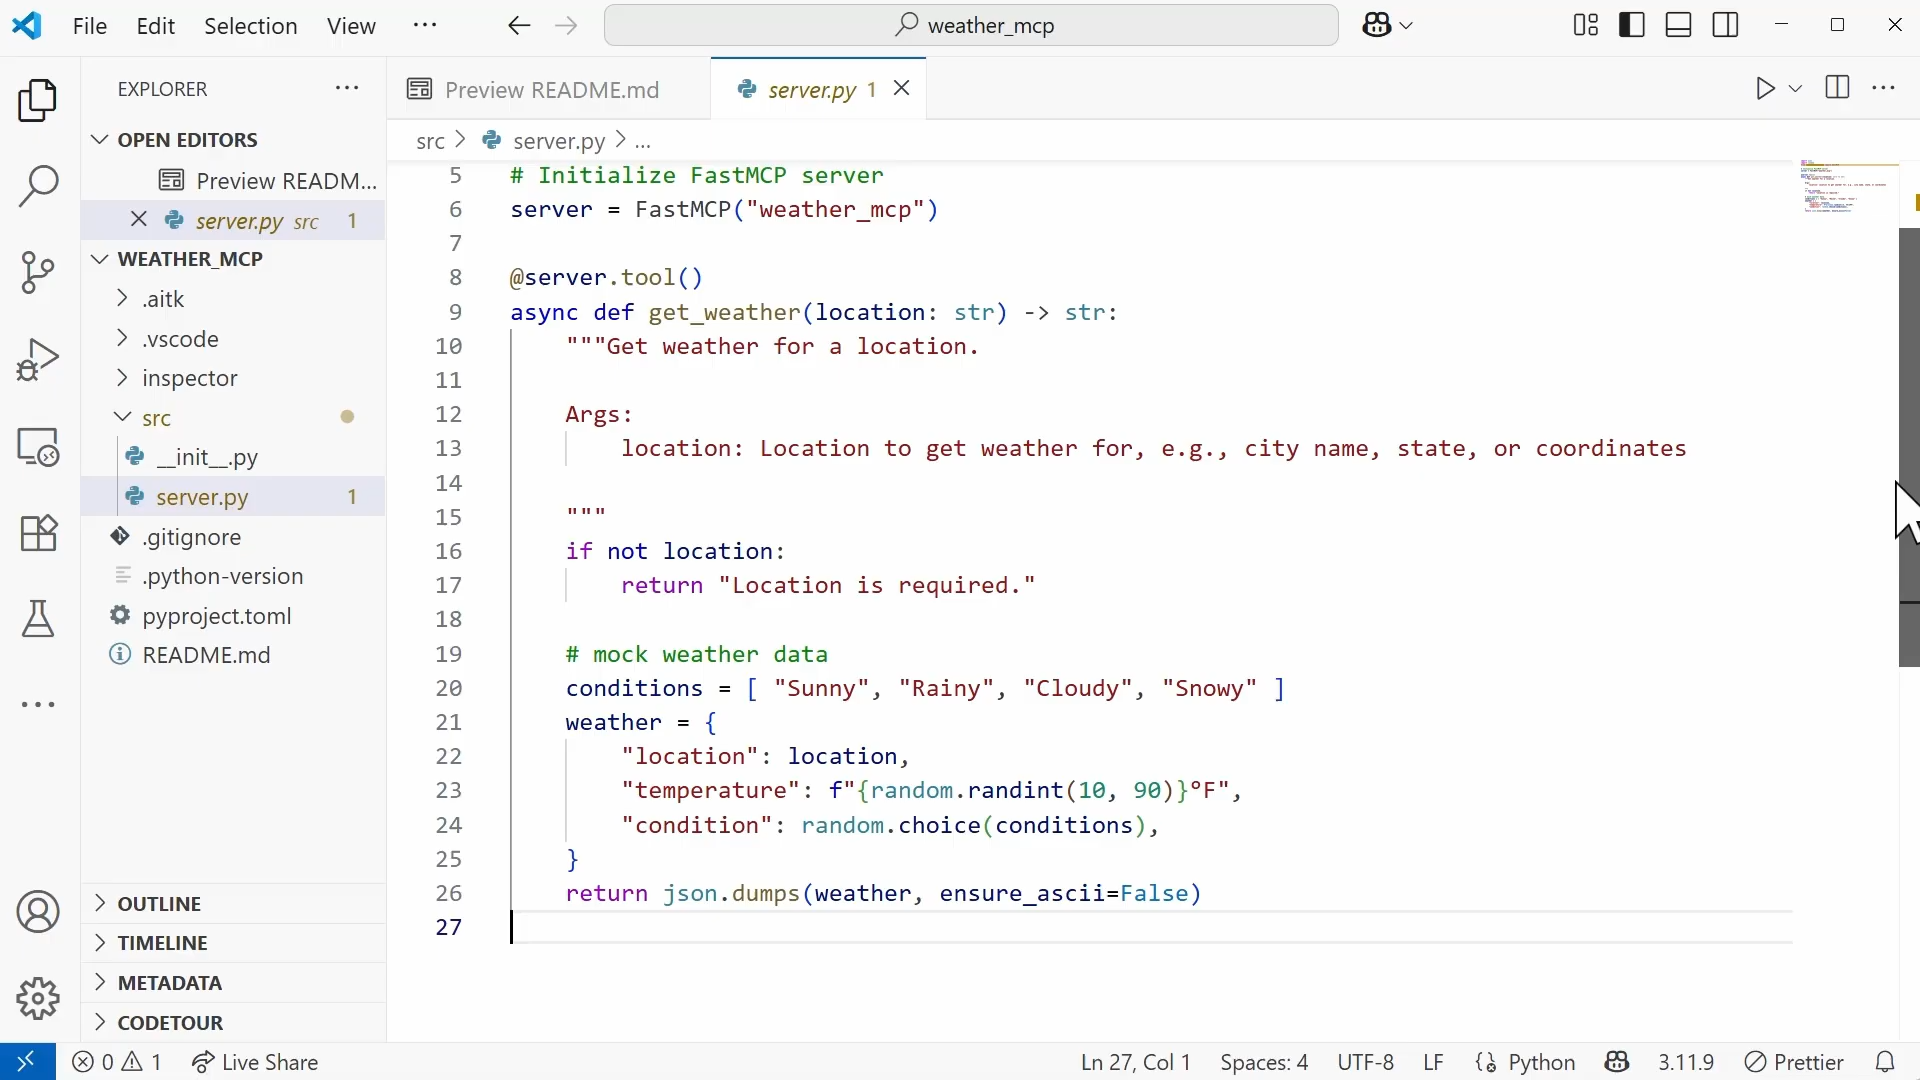 File Edit Selection View ... weather_mcp
EXPLORER ...
OPEN EDITORS
Preview READM...
server.py src 1
WEATHER_MCP
.aitk
.vscode
inspector
src
__init__.py
server.py 1
.gitignore
.python-version
pyproject.toml
README.md
OUTLINE
TIMELINE
METADATA
CODETOUR
Preview README.md server.py 1
src > server.py > ...
5 # Initialize FastMCP server
6 server = FastMCP("weather_mcp")
7
8 @server.tool()
9 async def get_weather(location: str) -> str:
10 """Get weather for a location.
11
12 Args:
13 location: Location to get weather for, e.g., city name, state, or coordinates
14
15 """
16 if not location:
17 return "Location is required."
18
19 # mock weather data
20 conditions = [ "Sunny", "Rainy", "Cloudy", "Snowy" ]
21 weather = {
22 "location": location,
23 "temperature": f"{random.randint(10, 90)}°F",
24 "condition": random.choice(conditions),
25 }
26 return json.dumps(weather, ensure_ascii=False)
27
0 1 Live Share Ln 27, Col 1 Spaces: 4 UTF-8 LF Python 3.11.9 Prettier